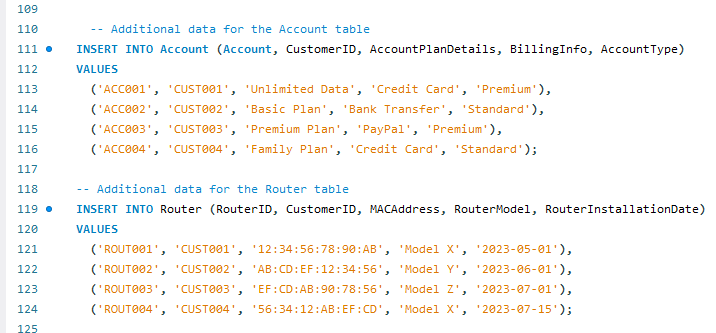 109
110 -- Additional data for the Account table
111 INSERT INTO Account (Account, CustomerID, AccountPlanDetails, BillingInfo, AccountType)
112 VALUES
113 ('ACC001', 'CUST001', 'Unlimited Data', 'Credit Card', 'Premium'),
114 ('ACC002', 'CUST002', 'Basic Plan', 'Bank Transfer', 'Standard'),
115 ('ACC003', 'CUST003', 'Premium Plan', 'PayPal', 'Premium'),
116 ('ACC004', 'CUST004', 'Family Plan', 'Credit Card', 'Standard');
117
118 -- Additional data for the Router table
119 INSERT INTO Router (RouterID, CustomerID, MACAddress, RouterModel, RouterInstallationDate)
120 VALUES
121 ('ROUT001', 'CUST001', '12:34:56:78:90:AB', 'Model X', '2023-05-01'),
122 ('ROUT002', 'CUST002', 'AB:CD:EF:12:34:56', 'Model Y', '2023-06-01'),
123 ('ROUT003', 'CUST003', 'EF:CD:AB:90:78:56', 'Model Z', '2023-07-01'),
124 ('ROUT004', 'CUST004', '56:34:12:AB:EF:CD', 'Model X', '2023-07-15');
125